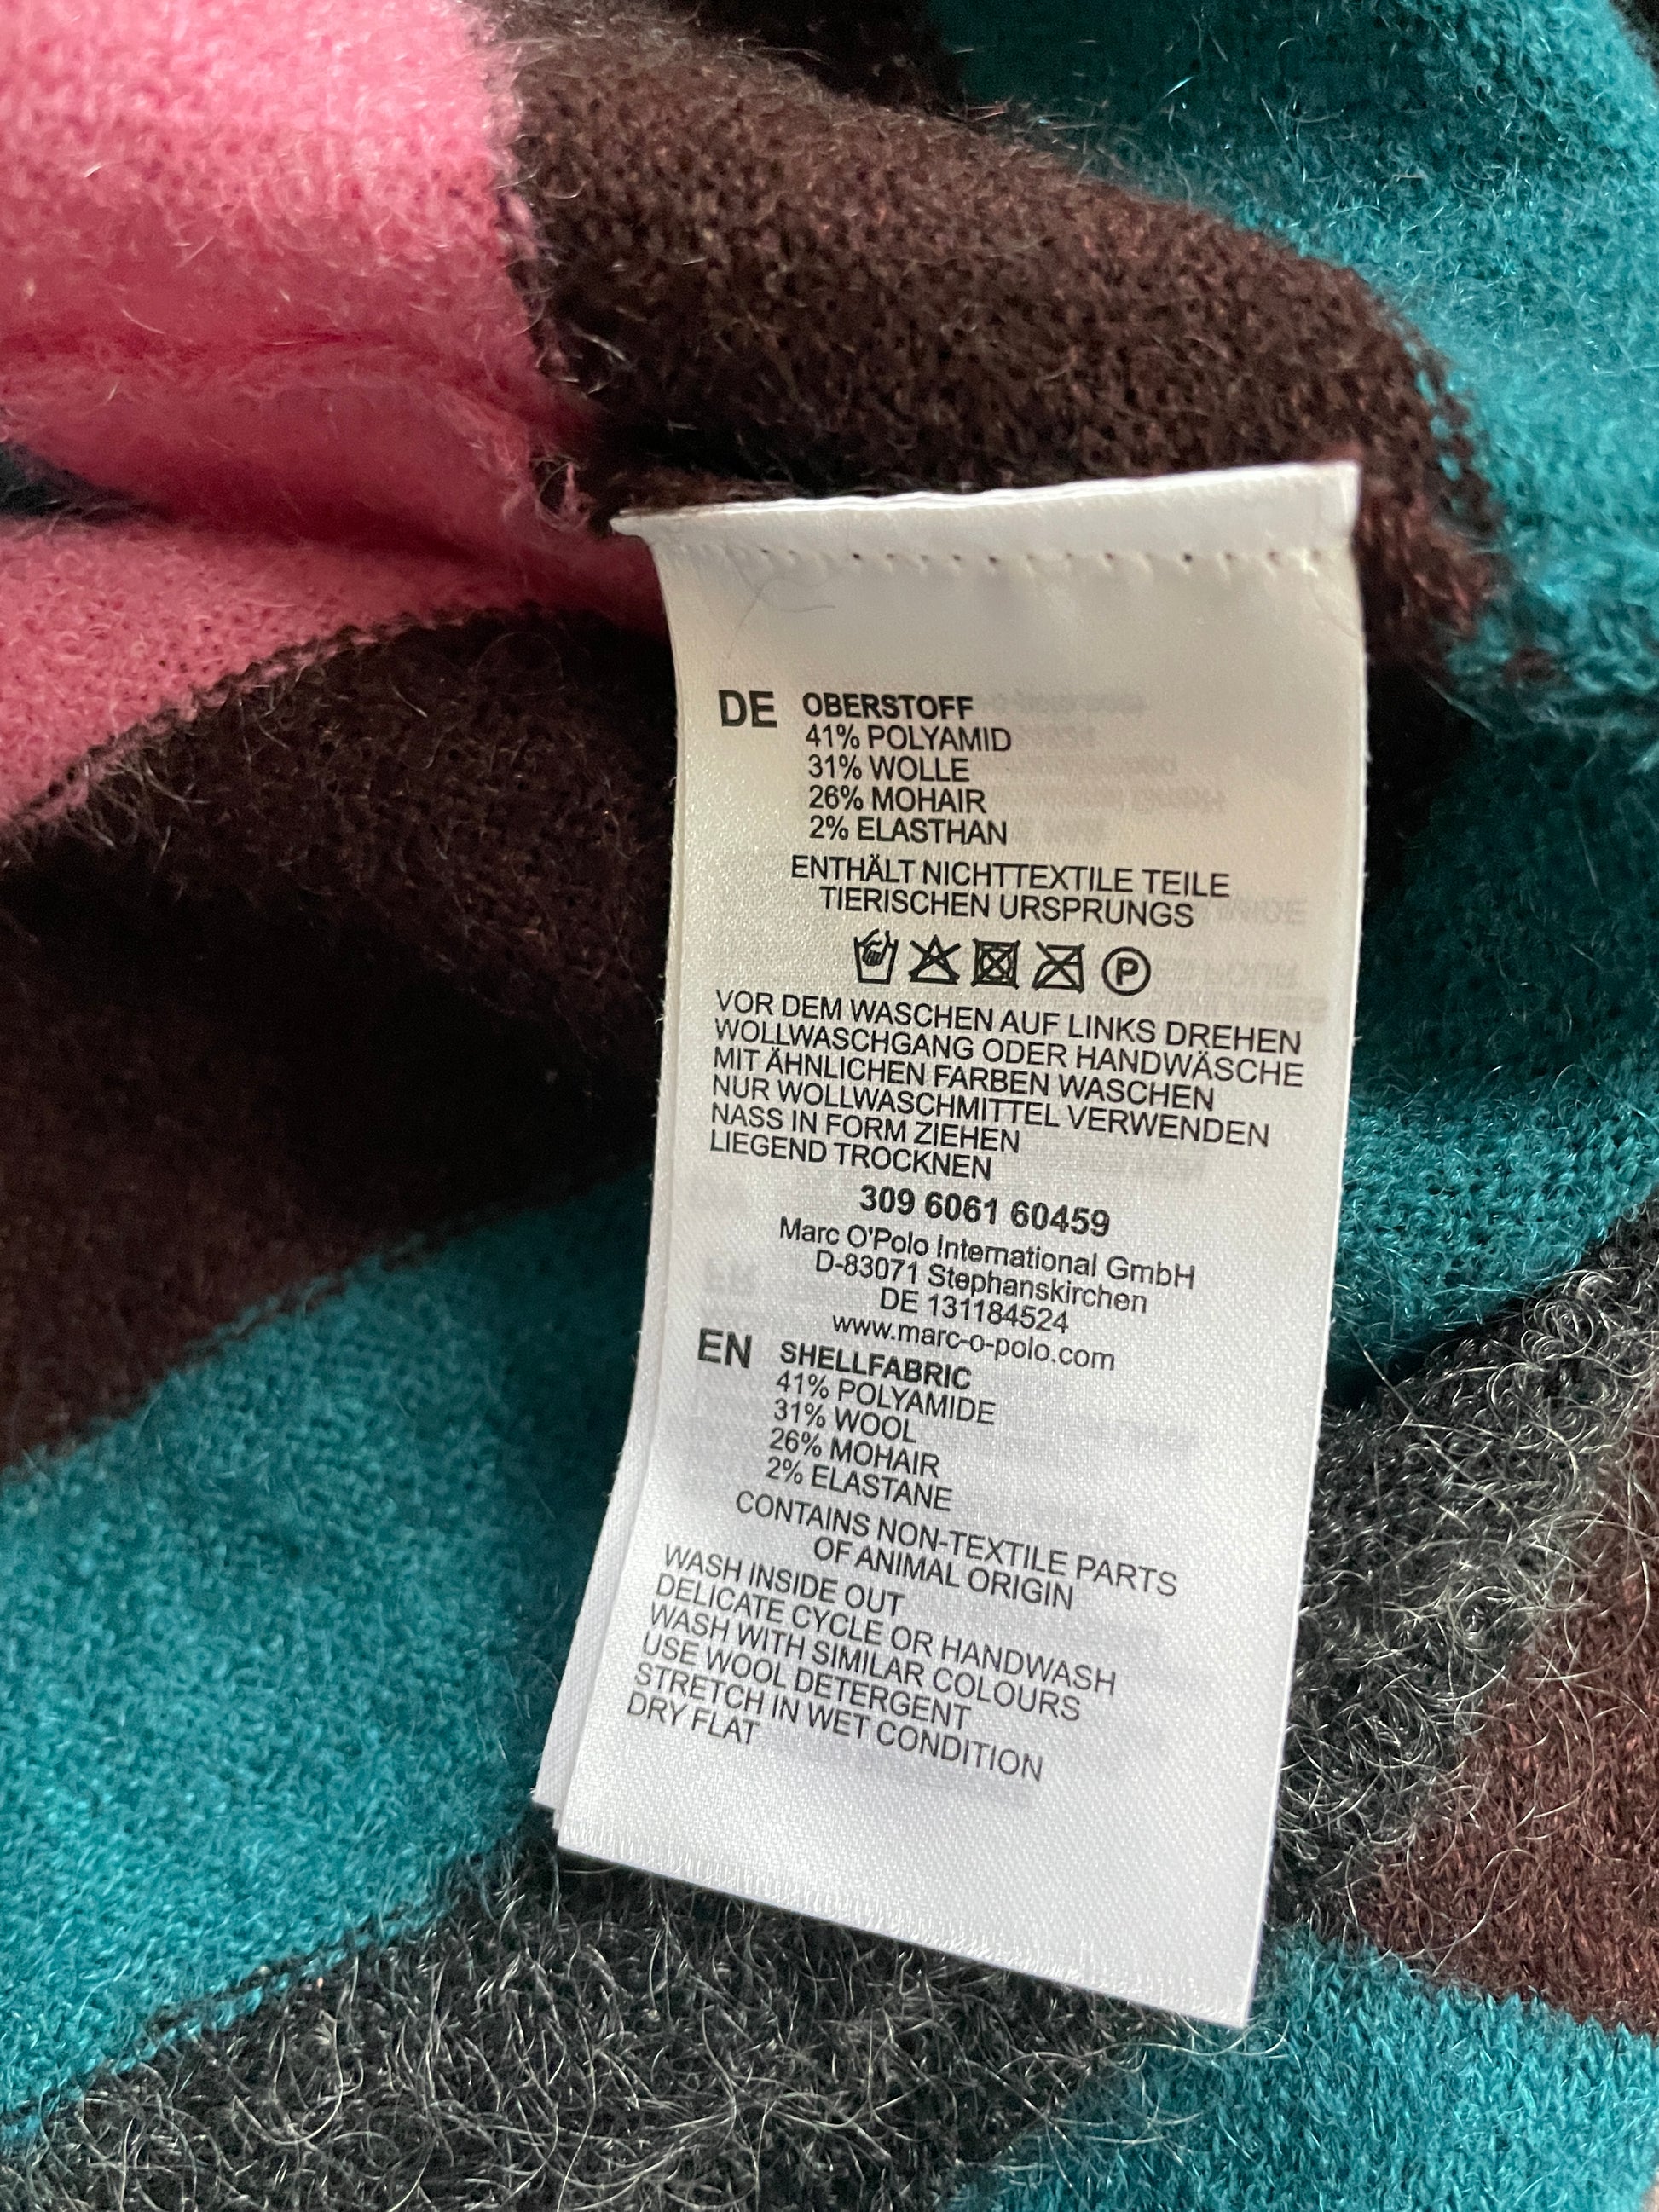 DE OBERSTOFF
41% POLYAMID
31% WOLLE
26% MOHAIR
2% ELASTHAN
ENTHÄLT NICHTTEXTILE TEILE
TIERISCHEN URSPRUNGS
P
VOR DEM WASCHEN AUF LINKS DREHEN
WOLLWASCHGANG ODER HANDWÄSCHE
MIT ÄHNLICHEN FARBEN WASCHEN
NUR WOLLWASCHMITTEL VERWENDEN
NASS IN FORM ZIEHEN
LIEGEND TROCKNEN
309 6061 60459
Marc O'Polo International GmbH
D-83071 Stephanskirchen
DE 131184524
www.marc-o-polo.com
EN SHELLFABRIC
41% POLYAMIDE
31% WOOL
26% MOHAIR
2% ELASTANE
CONTAINS NON-TEXTILE PARTS
OF ANIMAL ORIGIN
WASH INSIDE OUT
DELICATE CYCLE OR HANDWASH
WASH WITH SIMILAR COLOURS
USE WOOL DETERGENT
STRETCH IN WET CONDITION
DRY FLAT